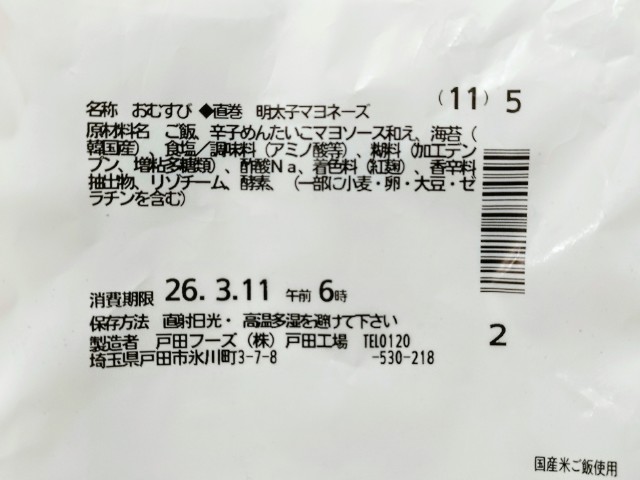 名称 おむすび ◆直巻 明太子マヨネーズ
(11) 5
原材料名 ご飯、辛子めんたいこマヨソース和え、海苔(
韓国産)、食塩/調味料(アミノ酸等)、糊料(加工デン
プン、増粘多糖類)、酢酸Na、着色料(紅麹)、香辛料
抽出物、リゾチーム、酵素、(一部に小麦・卵・大豆・ゼ
ラチンを含む)
消費期限 26. 3.11 午前 6時
保存方法 直射日光・高温多湿を避けて下さい
2
製造者 戸田フーズ(株)戸田工場 TEL0120
埼玉県戸田市氷川町3-7-8 -530-218
国産米ご飯使用